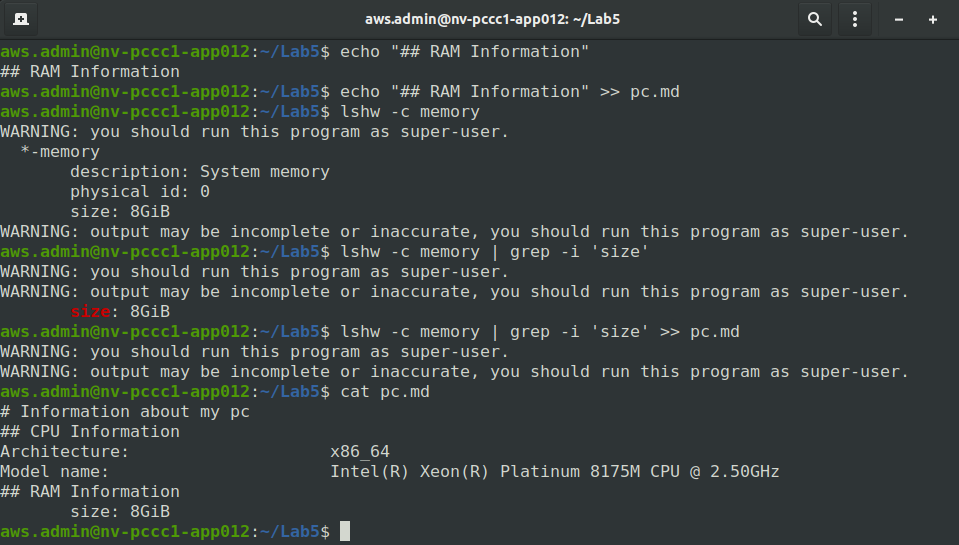 aws.admin@nv-pccc1-app012: ~/Lab5
aws.admin@nv-pccc1-app012:~/Lab5$ echo "## RAM Information"
## RAM Information
aws.admin@nv-pccc1-app012:~/Lab5$ echo "## RAM Information" >> pc.md
aws.admin@nv-pccc1-app012:~/Lab5$ lshw -c memory
WARNING: you should run this program as super-user.
  *-memory
       description: System memory
       physical id: 0
       size: 8GiB
WARNING: output may be incomplete or inaccurate, you should run this program as super-user.
aws.admin@nv-pccc1-app012:~/Lab5$ lshw -c memory | grep -i 'size'
WARNING: you should run this program as super-user.
WARNING: output may be incomplete or inaccurate, you should run this program as super-user.
       size: 8GiB
aws.admin@nv-pccc1-app012:~/Lab5$ lshw -c memory | grep -i 'size' >> pc.md
WARNING: you should run this program as super-user.
WARNING: output may be incomplete or inaccurate, you should run this program as super-user.
aws.admin@nv-pccc1-app012:~/Lab5$ cat pc.md
# Information about my pc
## CPU Information
Architecture:                    x86_64
Model name:                      Intel(R) Xeon(R) Platinum 8175M CPU @ 2.50GHz
## RAM Information
       size: 8GiB
aws.admin@nv-pccc1-app012:~/Lab5$